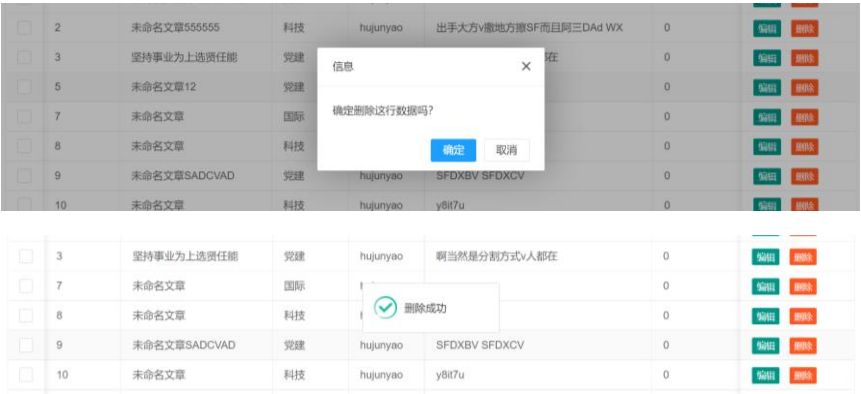 2 未命名文章555555 科技 hujunyao 出手大方v撒地方擦SF而且阿三DAd WX 0 编辑 删除
3 坚持事业为上选贤任能 党建 在 0 编辑 删除
信息
5 未命名文章12 党建 0 编辑 删除
确定删除这行数据吗?
7 未命名文章 国际 0 编辑 删除
8 未命名文章 科技 0 编辑 删除
确定 取消
9 未命名文章SADCVAD 党建 hujunyao SFDXBV SFDXCV 0 编辑 删除
10 未命名文章 科技 hujunyao y8it7u 0 编辑 删除
3 坚持事业为上选贤任能 党建 hujunyao 啊当然是分割方式v人都在 0 编辑 删除
7 未命名文章 国际 0 编辑 删除
删除成功
8 未命名文章 科技 0 编辑 删除
9 未命名文章SADCVAD 党建 hujunyao SFDXBV SFDXCV 0 编辑 删除
10 未命名文章 科技 hujunyao y8it7u 0 编辑 删除